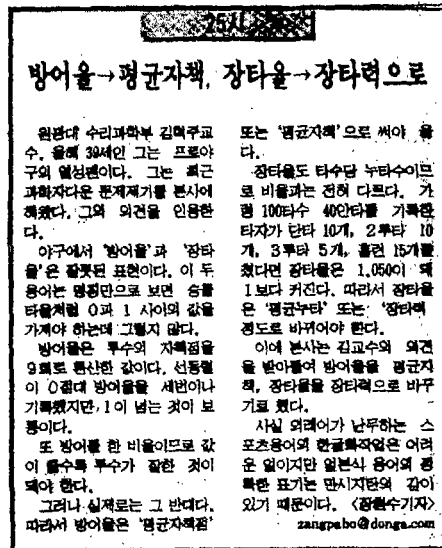 25시
방어율→평균자책, 장타율→장타력으로
원광대 수리과학부 김혁주교
수. 올해 39세인 그는 프로야
구의 열성팬이다. 그는 최근
과학자다운 문제제기를 본사에
해왔다. 그의 의견을 인용한
다.
야구에서 '방어율'과 '장타
율'은 잘못된 표현이다. 이 두
용어는 명칭만으로 보면 승률
타율처럼 0과 1 사이의 값을
가져야 하는데 그렇지 않다.
방어율은 투수의 자책점을
9회로 환산한 값이다. 선동렬
이 0점대 방어율을 세번이나
기록했지만, 1이 넘는 것이 보
통이다.
또 방어를 한 비율이므로 값
이 클수록 투수가 잘한 것이
돼야 한다.
그러나 실제로는 그 반대다.
따라서 방어율은 '평균자책점'
또는 '평균자책'으로 써야 옳
다.
장타율도 타수당 누타수이므
로 비율과는 전혀 다르다. 가
령 100타수 40안타를 기록한
타자가 단타 10개, 2루타 10
개, 3루타 5개, 홈런 15개를
쳤다면 장타율은 1.050이 돼
1보다 커진다. 따라서 장타율
은 '평균누타' 또는 '장타력'
정도로 바뀌어야 한다.
이에 본사는 김교수의 의견
을 받아들여 방어율을 평균자
책, 장타율을 장타력으로 바꾸
기로 했다.
사실 외래어가 난무하는 스
포츠용어의 한글화작업은 어려
운 일이지만 일본식 용어의 정
확한 표기는 만시지탄의 감이
있기 때문이다. <장환수기자>
zangpabo@donga.com